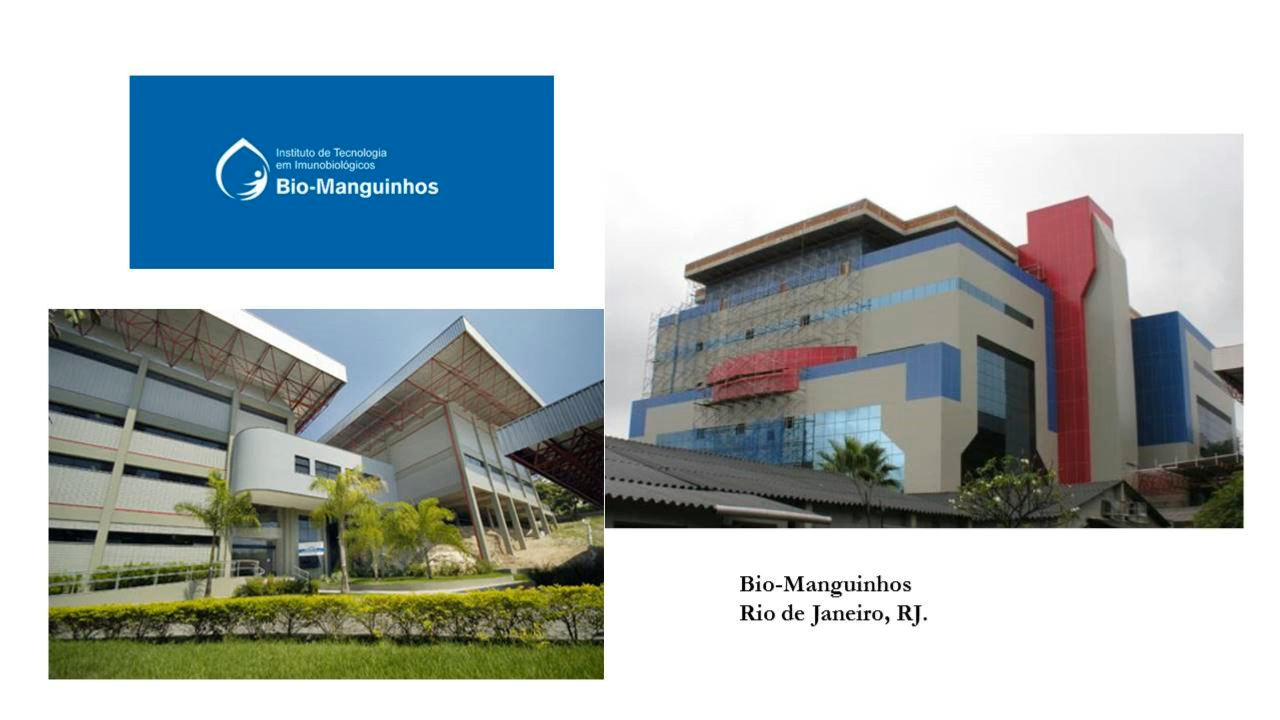 Instituto de Tecnologia
em Imunobiológicos
Bio-Manguinhos
Bio-Manguinhos
Rio de Janeiro, RJ.